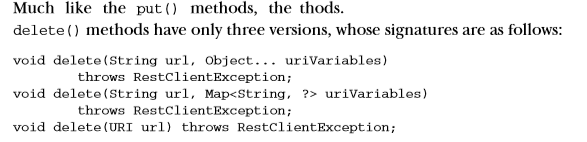 Much like the put() methods, the thods.
delete() methods have only three versions, whose signatures are as follows:
void delete(String url, Object... uriVariables)
        throws RestClientException;
void delete(String url, Map<String, ?> uriVariables)
        throws RestClientException;
void delete(URI url) throws RestClientException;